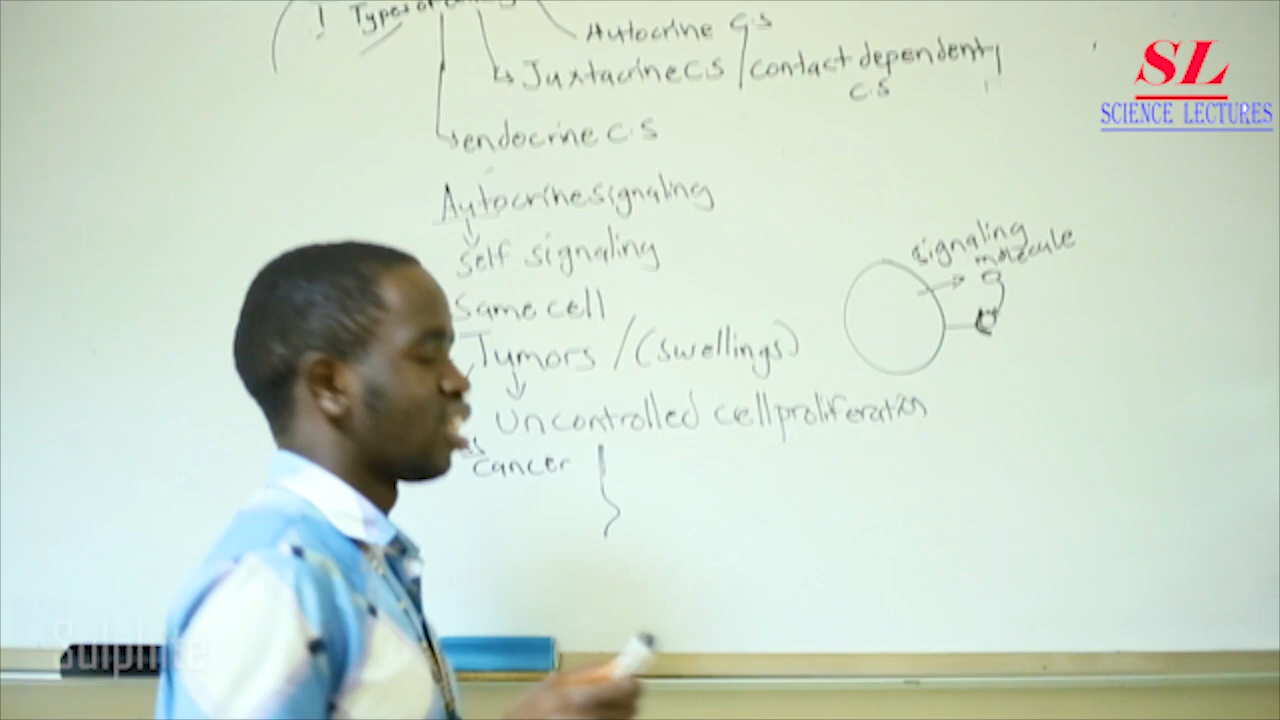 ! Types of
Autocrine C.S
Juxtacrine C.S / contact dependent
C.S
endocrine C.S
Autocrine signaling
Self signaling
Same cell
Tumors / (swellings)
Uncontrolled cell proliferation
cancer
signaling
molecule
SL
SCIENCE LECTURES
Sulphite